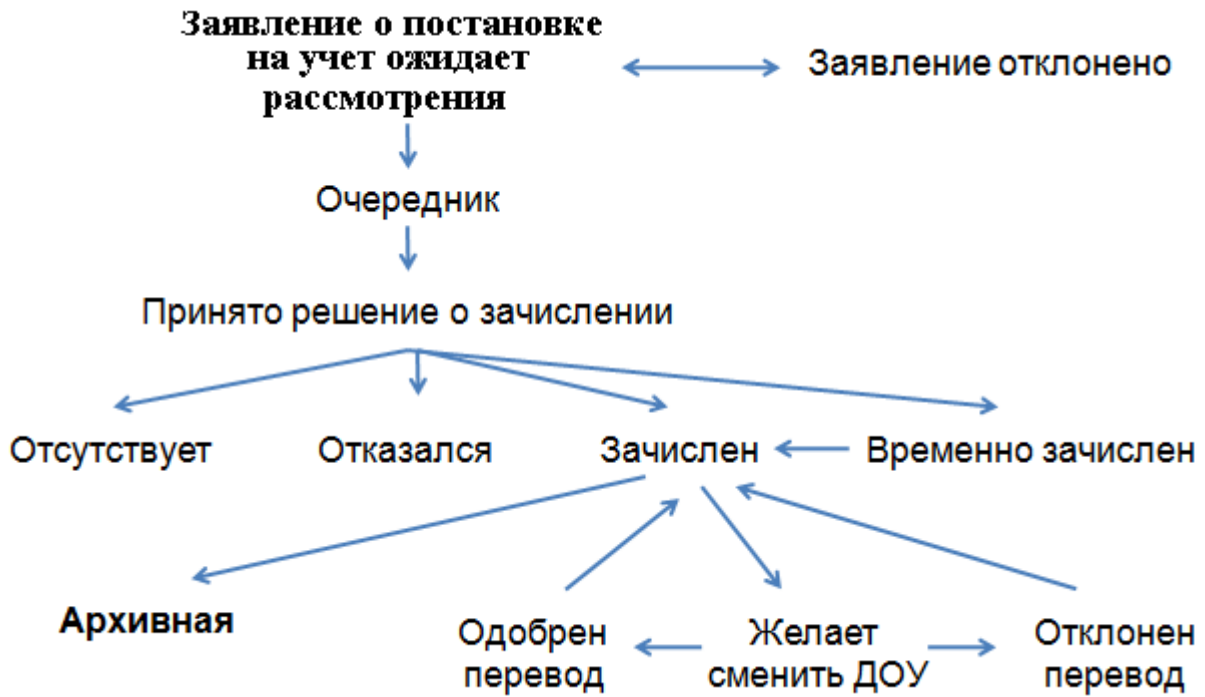 Заявление о постановке
на учет ожидает
рассмотрения
Заявление отклонено
Очередник
Принято решение о зачислении
Отсутствует
Отказался
Зачислен
Временно зачислен
Архивная
Одобрен
перевод
Желает
сменить ДОУ
Отклонен
перевод